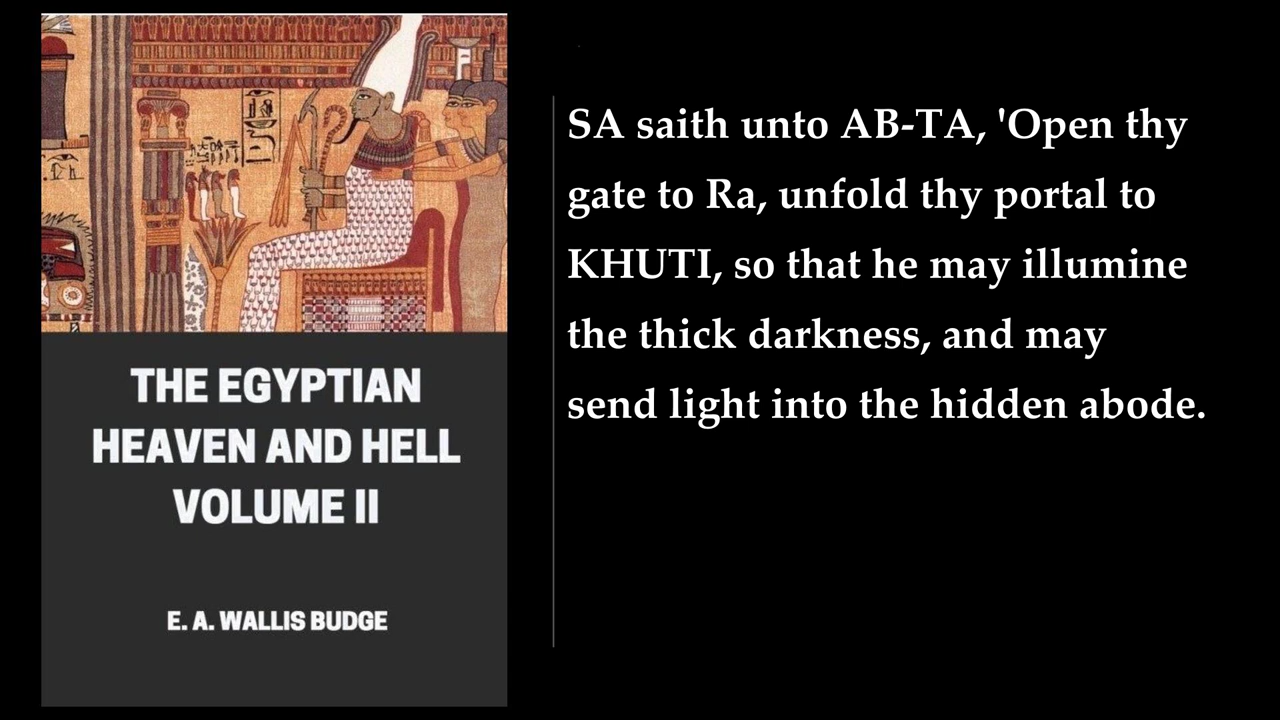 THE EGYPTIAN
HEAVEN AND HELL
VOLUME II
E. A. WALLIS BUDGE
SA saith unto AB-TA, 'Open thy
gate to Ra, unfold thy portal to
KHUTI, so that he may illumine
the thick darkness, and may
send light into the hidden abode.